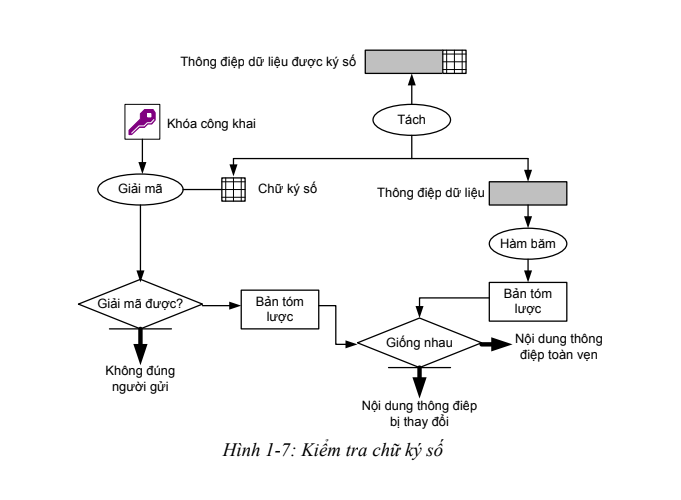 Thông điệp dữ liệu được ký số
Tách
Khóa công khai
Giải mã
Chữ ký số
Thông điệp dữ liệu
Hàm băm
Giải mã được?
Bản tóm
lược
Bản tóm
lược
Giống nhau
Nội dung thông
điệp toàn vẹn
Không đúng
người gửi
Nội dung thông điêp
bị thay đổi
Hình 1-7: Kiểm tra chữ ký số